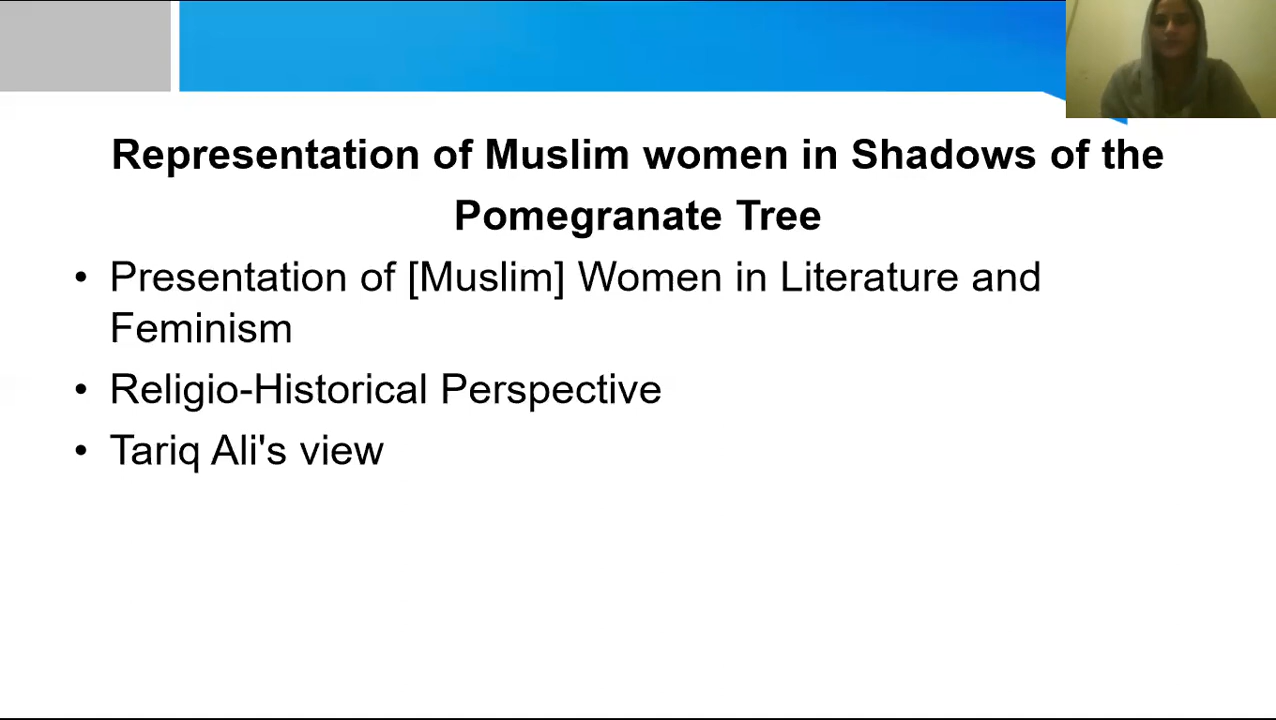 Representation of Muslim women in Shadows of the
Pomegranate Tree
• Presentation of [Muslim] Women in Literature and
Feminism
• Religio-Historical Perspective
• Tariq Ali's view